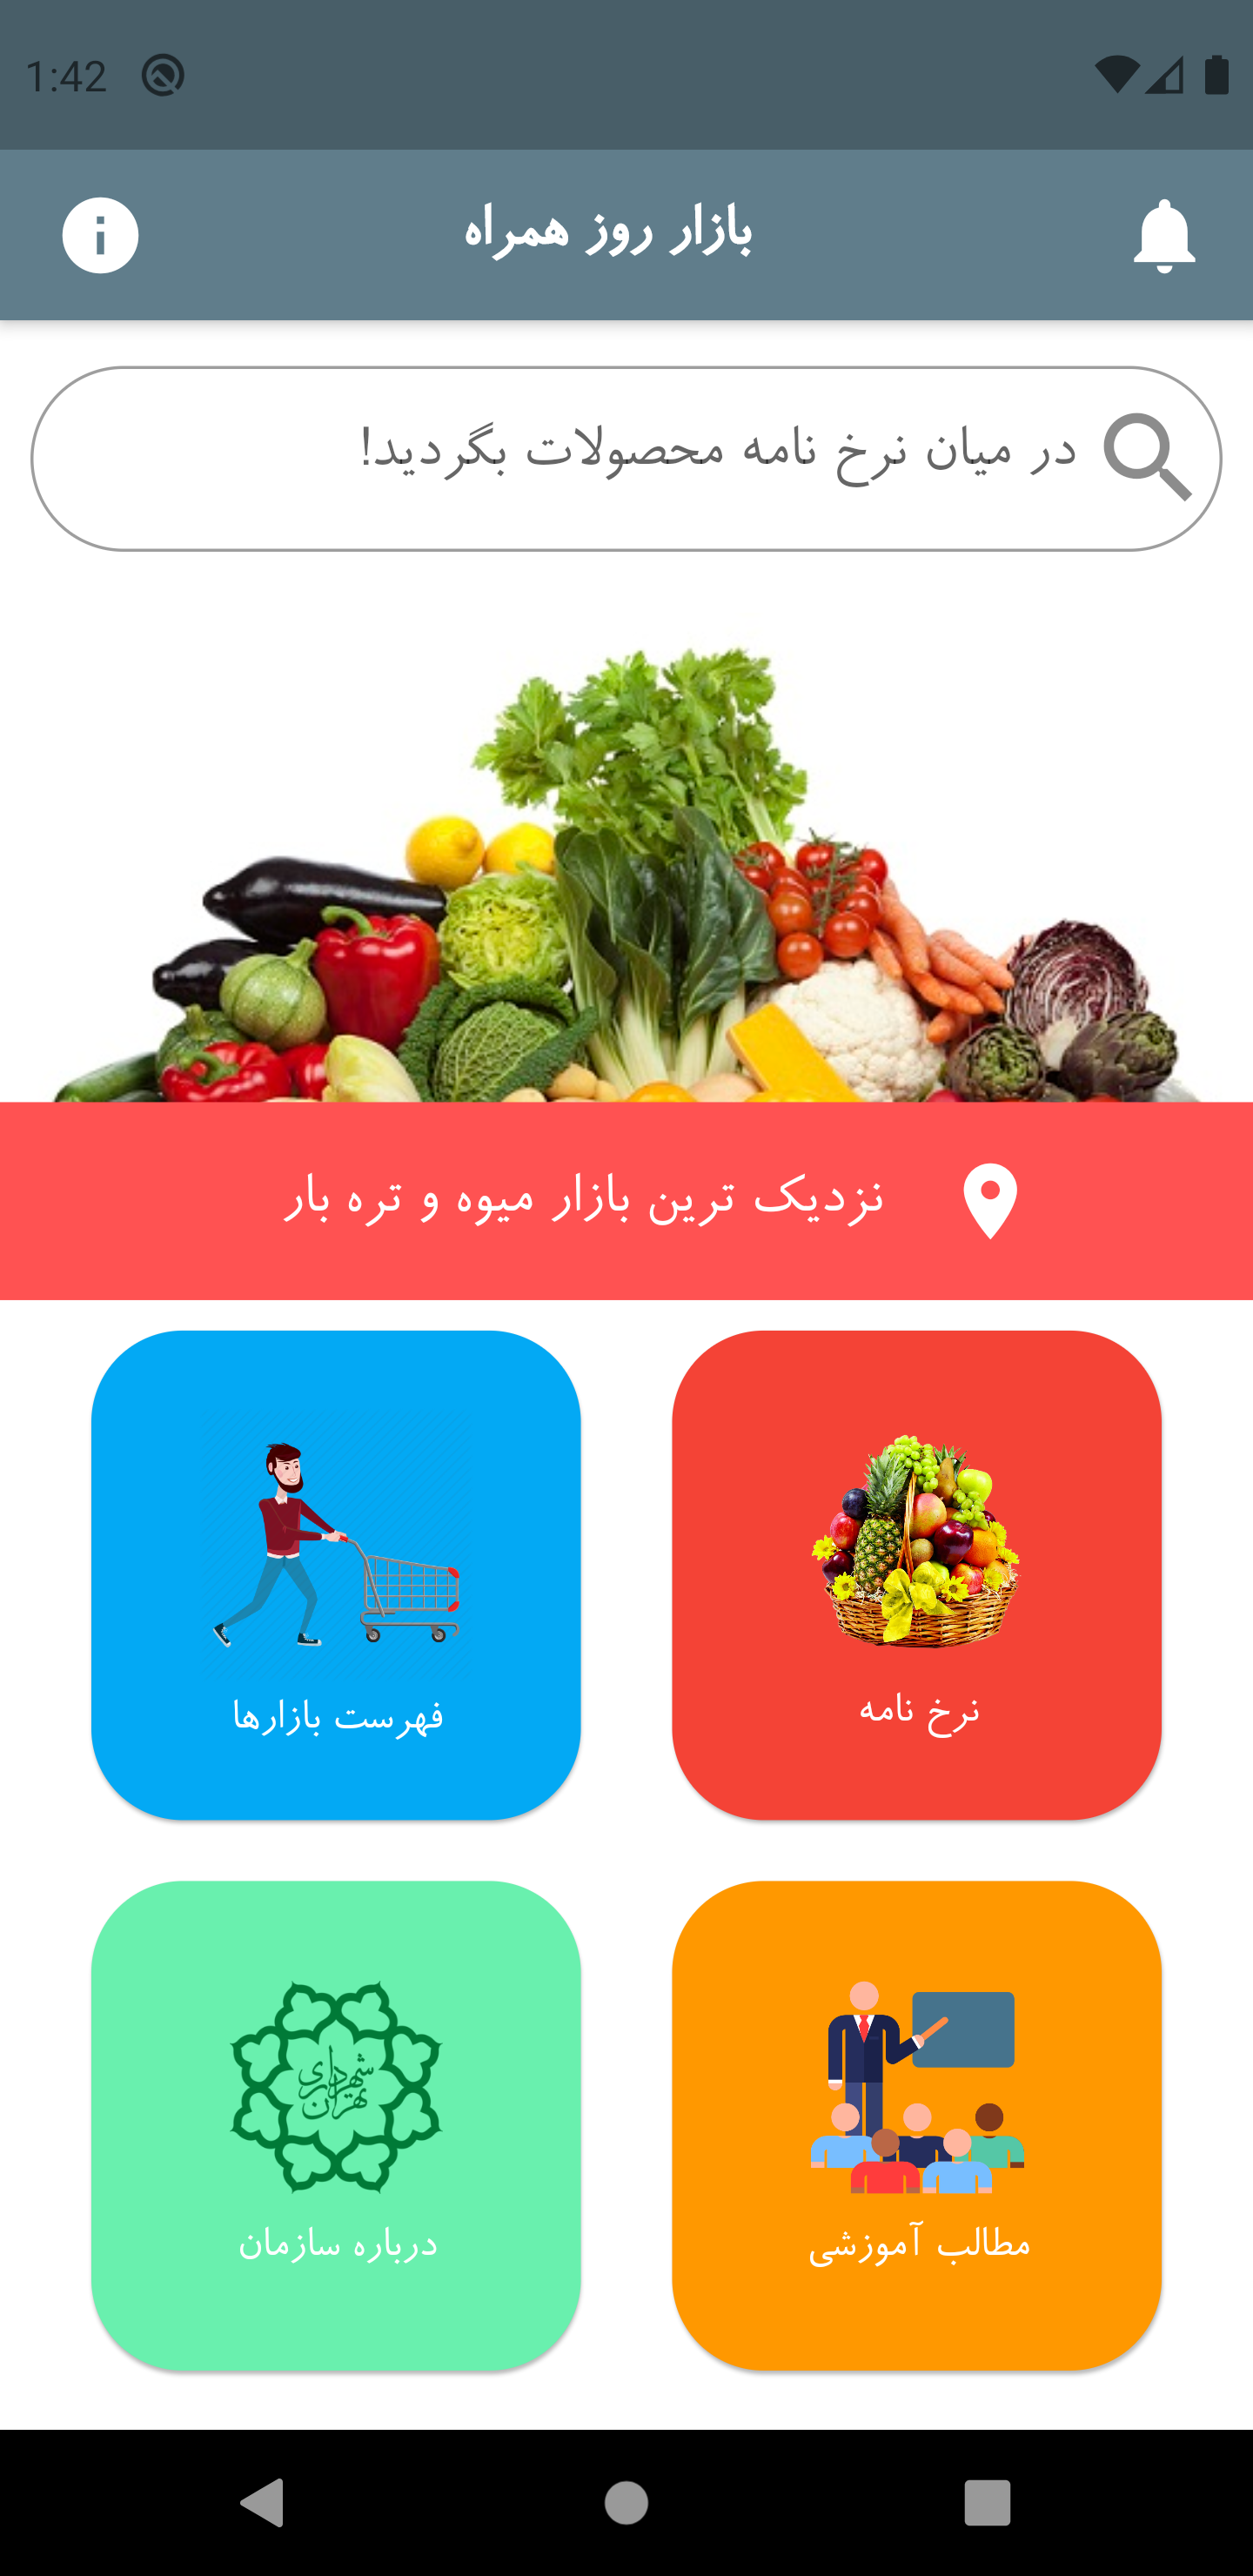 1:42
بازار روز همراه
در میان نرخ نامه محصولات بگردید!
نزدیک ترین بازار میوه و تره بار
نرخ نامه
فهرست بازارها
مطالب آموزشی
شهرداری
تهران
درباره سازمان